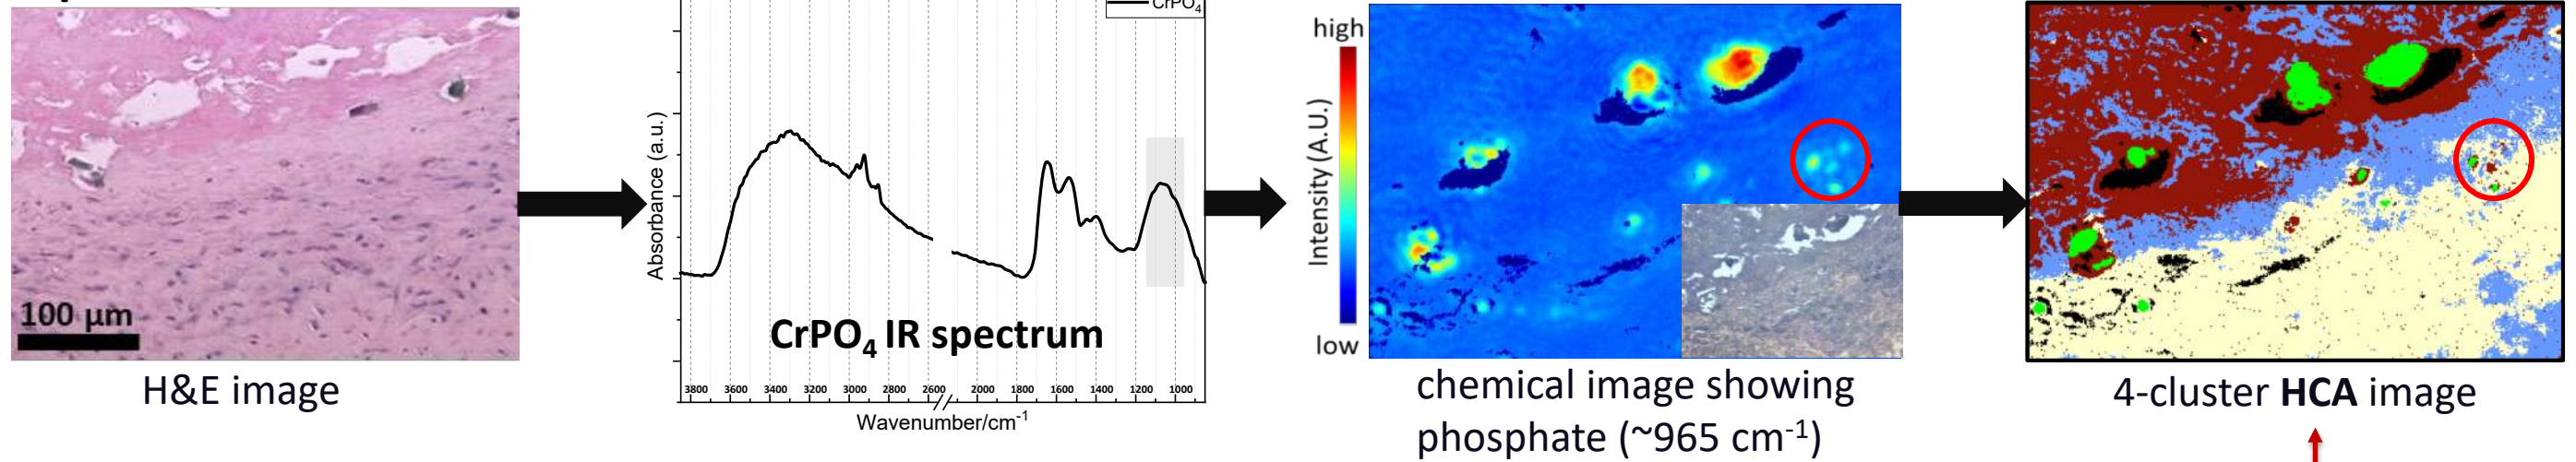 100 µm
H&E image
CrPO₄
Absorbance (a.u.)
CrPO₄ IR spectrum
3800 3600 3400 3200 3000 2800 2600 2000 1800 1600 1400 1200 1000
Wavenumber/cm⁻¹
high
Intensity (A.U.)
low
chemical image showing
phosphate (~965 cm⁻¹)
4-cluster HCA image